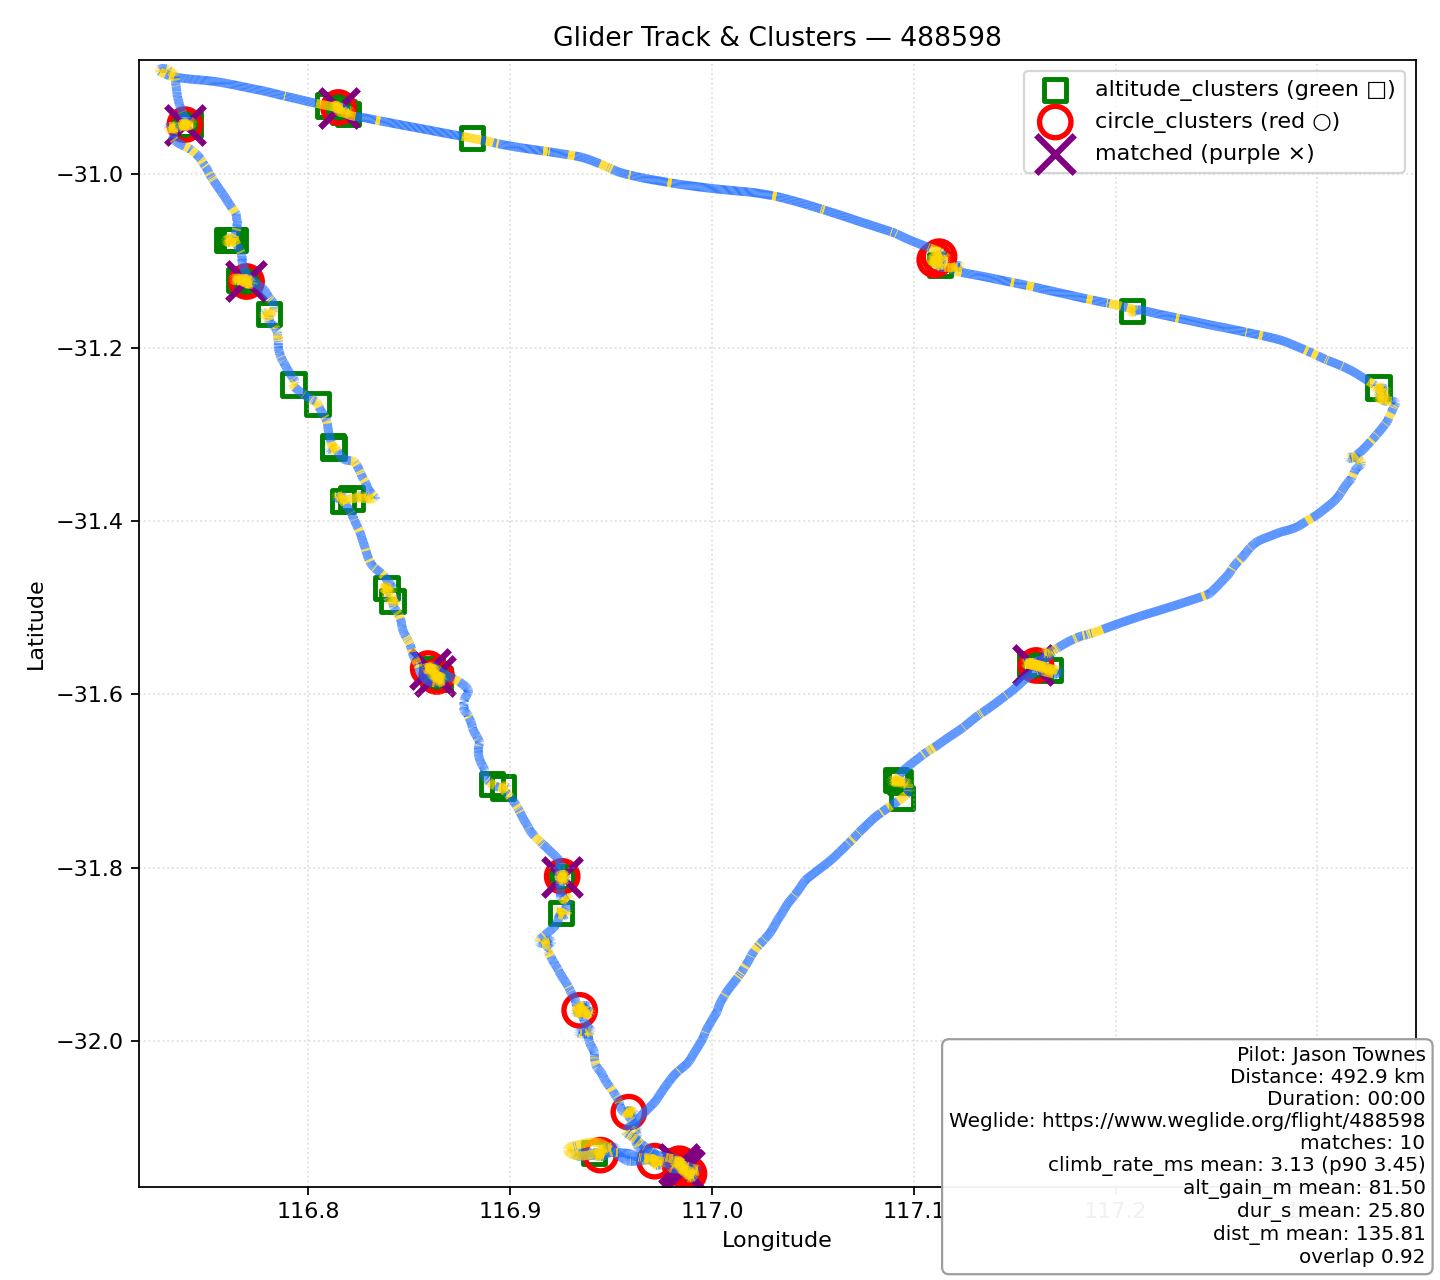 Glider Track & Clusters — 488598
altitude_clusters (green □)
circle_clusters (red ○)
matched (purple ×)
Latitude
−31.0
−31.2
−31.4
−31.6
−31.8
−32.0
116.8
116.9
117.0
117.1
117.2
Longitude
Pilot: Jason Townes
Distance: 492.9 km
Duration: 00:00
Weglide: https://www.weglide.org/flight/488598
matches: 10
climb_rate_ms mean: 3.13 (p90 3.45)
alt_gain_m mean: 81.50
dur_s mean: 25.80
dist_m mean: 135.81
overlap 0.92